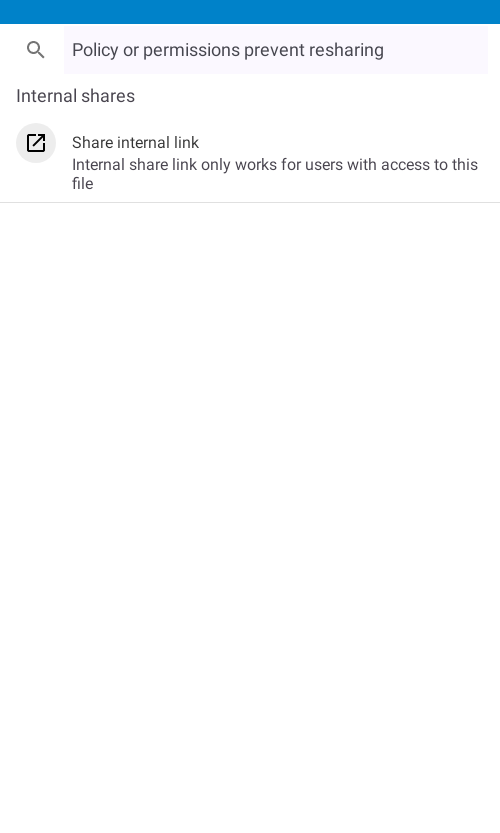 Policy or permissions prevent resharing
Internal shares
Share internal link
Internal share link only works for users with access to this
file